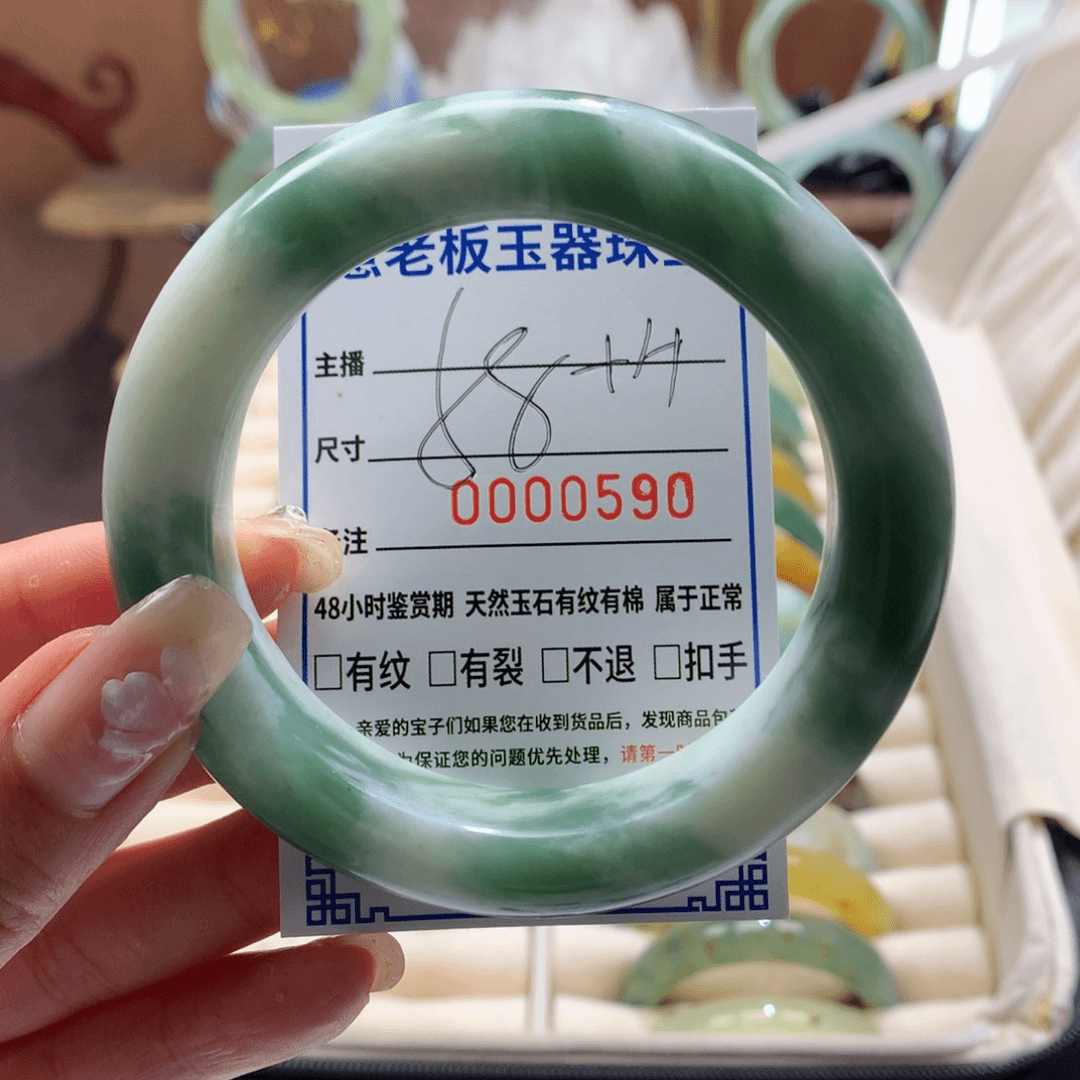 老板玉器珠
主播
68+4
尺寸
0000590
注
48小时鉴赏期 天然玉石有纹有棉 属于正常
□有纹 □有裂 □不退 □扣手
亲爱的宝子们如果您在收到货品后，发现商品包
保证您的问题优先处理，请第一